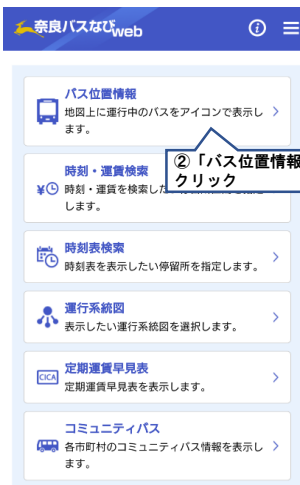 奈良バスなびweb
バス位置情報
地図上に運行中のバスをアイコンで表示し
ます。
②「バス位置情報
クリック
時刻・運賃検索
時刻・運賃を検索した
します。
時刻表検索
時刻表を表示したい停留所を指定します。
運行系統図
表示したい運行系統図を選択します。
CICA
定期運賃早見表
定期運賃早見表を表示します。
コミュニティバス
各市町村のコミュニティバス情報を表示し
ます。